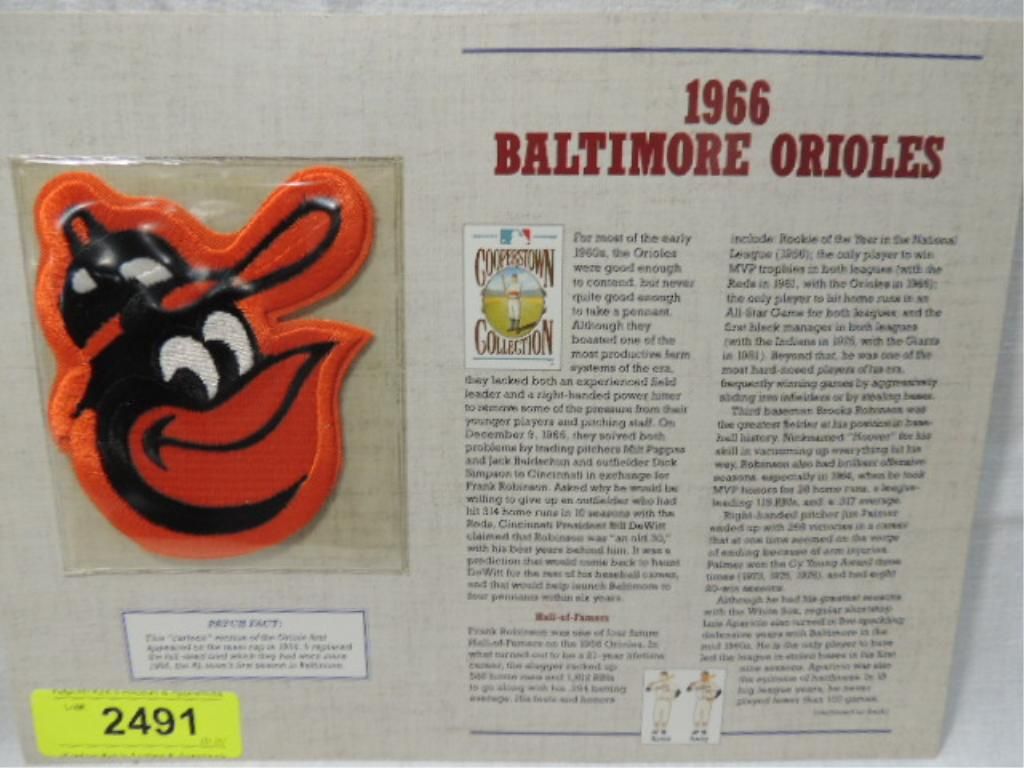 1966
BALTIMORE ORIOLES
COOPERSTOWN
COLLECTION
For most of the early
1960s, the Orioles
were good enough
to contend, but never
quite good enough
to take a pennant.
Although they
boasted one of the
most productive farm
systems of the era,
they lacked both an experienced field
leader and a right-handed power hitter
to remove some of the pressure from their
younger players and pitching staff. On
December 9, 1965, they solved both
problems by trading pitchers Milt Pappas
and Jack Baldschun and outfielder Dick
Simpson to Cincinnati in exchange for
Frank Robinson. Asked why he would be
willing to give up an outfielder who had
hit 314 home runs in 10 seasons with the
Reds, Cincinnati President Bill DeWitt
claimed that Robinson was "an old 30,"
with his best years behind him. It was a
prediction that would come back to haunt
DeWitt for the rest of his baseball career,
and that would help launch Baltimore to
four pennants within six years.
Hall-of-Famers
Frank Robinson was one of four future
Hall-of-Famers on the 1966 Orioles. In
what turned out to be a 21-year lifetime
career, the slugger racked up
586 home runs and 1,812 RBIs
to go along with his .294 batting
average. His feats and honors
include: Rookie of the Year in the National
League (1956); the only player to win
MVP trophies in both leagues (with the
Reds in 1961, with the Orioles in 1966);
the only player to hit home runs in an
All-Star Game for both leagues; and the
first black manager in both leagues
(with the Indians in 1975, with the Giants
in 1981). Beyond that, he was one of the
most hard-nosed players of his era,
frequently winning games by aggressively
sliding into infielders or by stealing bases.
Third baseman Brooks Robinson was
the greatest fielder at his position in base-
ball history. Nicknamed "Hoover" for his
skill in vacuuming up everything hit his
way, Robinson also had brilliant offensive
seasons, especially in 1964, when he took
MVP honors for 28 home runs, a league-
leading 118 RBIs, and a .317 average.
Right-handed pitcher Jim Palmer
ended up with 268 victories in a career
that at one time seemed on the verge
of ending because of arm injuries.
Palmer won the Cy Young Award three
times (1973, 1975, 1976), and had eight
20-win seasons.
Although he had his greatest seasons
with the White Sox, regular shortstop
Luis Aparicio also turned in five sparkling
defensive years with Baltimore in the
mid 1960s. He is the only player to have
led the league in stolen bases in his first
nine seasons. Aparicio was also
the epitome of hardiness: In 18
big league years, he never
played fewer than 100 games.
(continued on back)
PATCH FACT:
This "cartoon" version of the Oriole first
appeared on the team cap in 1966. It replaced
Lot#
2491
Home
Away